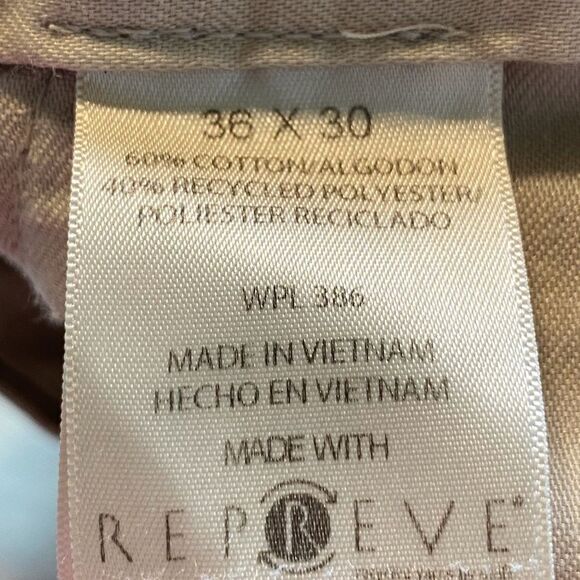 36 X 30
60% COTTON/ALGODON
40% RECYCLED POLYESTER/
POLIESTER RECICLADO
WPL 386
MADE IN VIETNAM
HECHO EN VIETNAM
MADE WITH
REPREVE